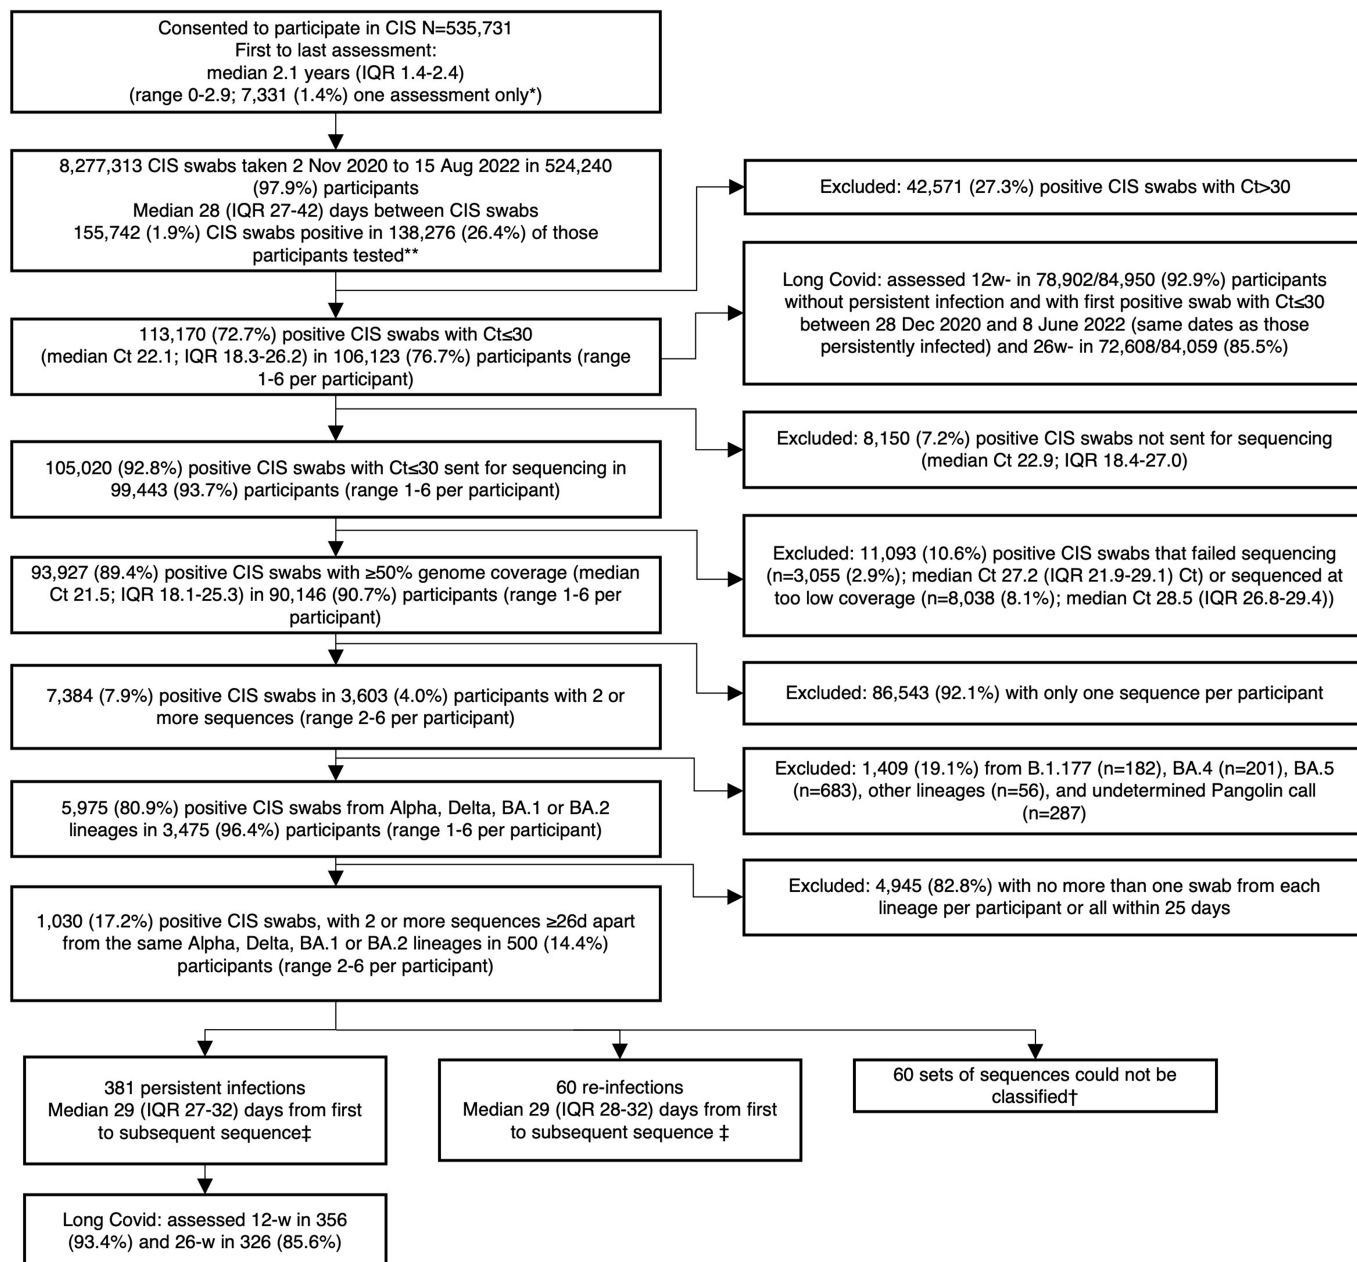 Consented to participate in CIS N=535,731
First to last assessment:
median 2.1 years (IQR 1.4-2.4)
(range 0-2.9; 7,331 (1.4%) one assessment only*)
8,277,313 CIS swabs taken 2 Nov 2020 to 15 Aug 2022 in 524,240
(97.9%) participants
Median 28 (IQR 27-42) days between CIS swabs
155,742 (1.9%) CIS swabs positive in 138,276 (26.4%) of those
participants tested**
Excluded: 42,571 (27.3%) positive CIS swabs with Ct>30
Long Covid: assessed 12w- in 78,902/84,950 (92.9%) participants
without persistent infection and with first positive swab with Ct≤30
between 28 Dec 2020 and 8 June 2022 (same dates as those
persistently infected) and 26w- in 72,608/84,059 (85.5%)
113,170 (72.7%) positive CIS swabs with Ct≤30
(median Ct 22.1; IQR 18.3-26.2) in 106,123 (76.7%) participants (range
1-6 per participant)
Excluded: 8,150 (7.2%) positive CIS swabs not sent for sequencing
(median Ct 22.9; IQR 18.4-27.0)
105,020 (92.8%) positive CIS swabs with Ct≤30 sent for sequencing in
99,443 (93.7%) participants (range 1-6 per participant)
Excluded: 11,093 (10.6%) positive CIS swabs that failed sequencing
(n=3,055 (2.9%); median Ct 27.2 (IQR 21.9-29.1) Ct) or sequenced at
too low coverage (n=8,038 (8.1%); median Ct 28.5 (IQR 26.8-29.4))
93,927 (89.4%) positive CIS swabs with ≥50% genome coverage (median
Ct 21.5; IQR 18.1-25.3) in 90,146 (90.7%) participants (range 1-6 per
participant)
Excluded: 86,543 (92.1%) with only one sequence per participant
7,384 (7.9%) positive CIS swabs in 3,603 (4.0%) participants with 2 or
more sequences (range 2-6 per participant)
Excluded: 1,409 (19.1%) from B.1.177 (n=182), BA.4 (n=201), BA.5
(n=683), other lineages (n=56), and undetermined Pangolin call
(n=287)
5,975 (80.9%) positive CIS swabs from Alpha, Delta, BA.1 or BA.2
lineages in 3,475 (96.4%) participants (range 1-6 per participant)
Excluded: 4,945 (82.8%) with no more than one swab from each
lineage per participant or all within 25 days
1,030 (17.2%) positive CIS swabs, with 2 or more sequences ≥26d apart
from the same Alpha, Delta, BA.1 or BA.2 lineages in 500 (14.4%)
participants (range 2-6 per participant)
381 persistent infections
Median 29 (IQR 27-32) days from first
to subsequent sequence‡
60 re-infections
Median 29 (IQR 28-32) days from first
to subsequent sequence ‡
60 sets of sequences could not be
classified†
Long Covid: assessed 12-w in 356
(93.4%) and 26-w in 326 (85.6%)